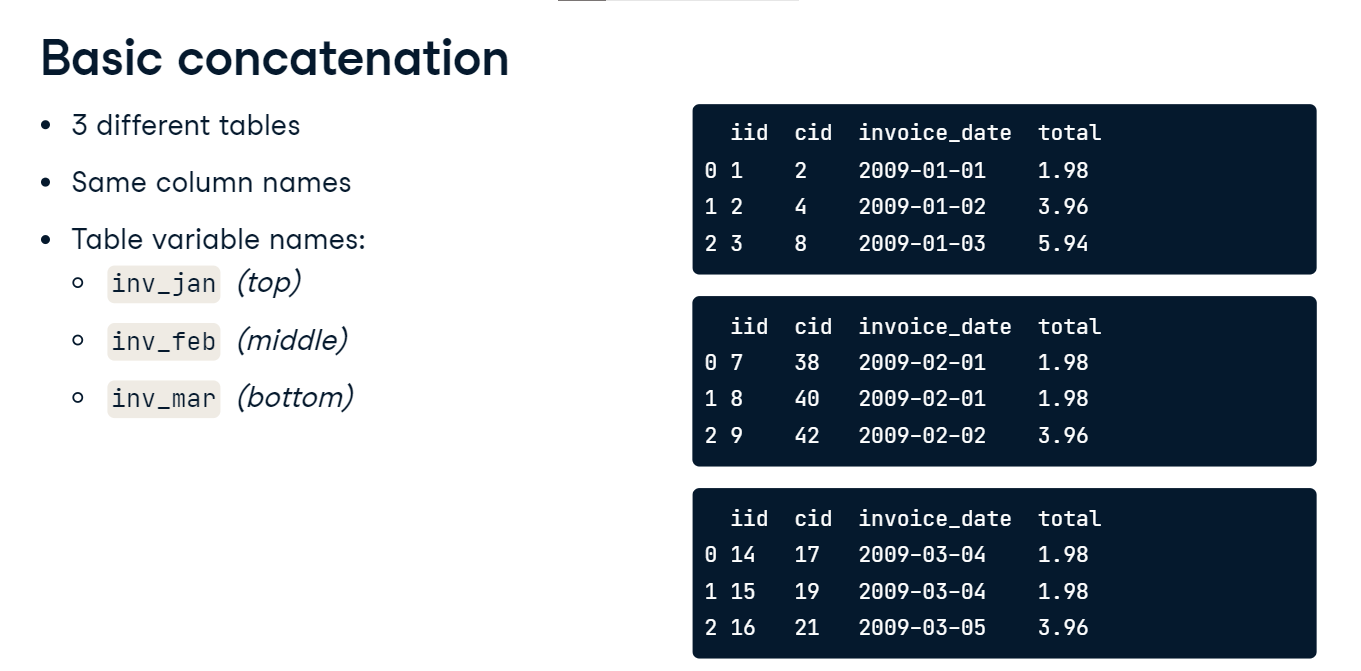 Basic concatenation
• 3 different tables
• Same column names
• Table variable names:
○ inv_jan (top)
○ inv_feb (middle)
○ inv_mar (bottom)
iid cid invoice_date total
0 1 2 2009-01-01 1.98
1 2 4 2009-01-02 3.96
2 3 8 2009-01-03 5.94
iid cid invoice_date total
0 7 38 2009-02-01 1.98
1 8 40 2009-02-01 1.98
2 9 42 2009-02-02 3.96
iid cid invoice_date total
0 14 17 2009-03-04 1.98
1 15 19 2009-03-04 1.98
2 16 21 2009-03-05 3.96